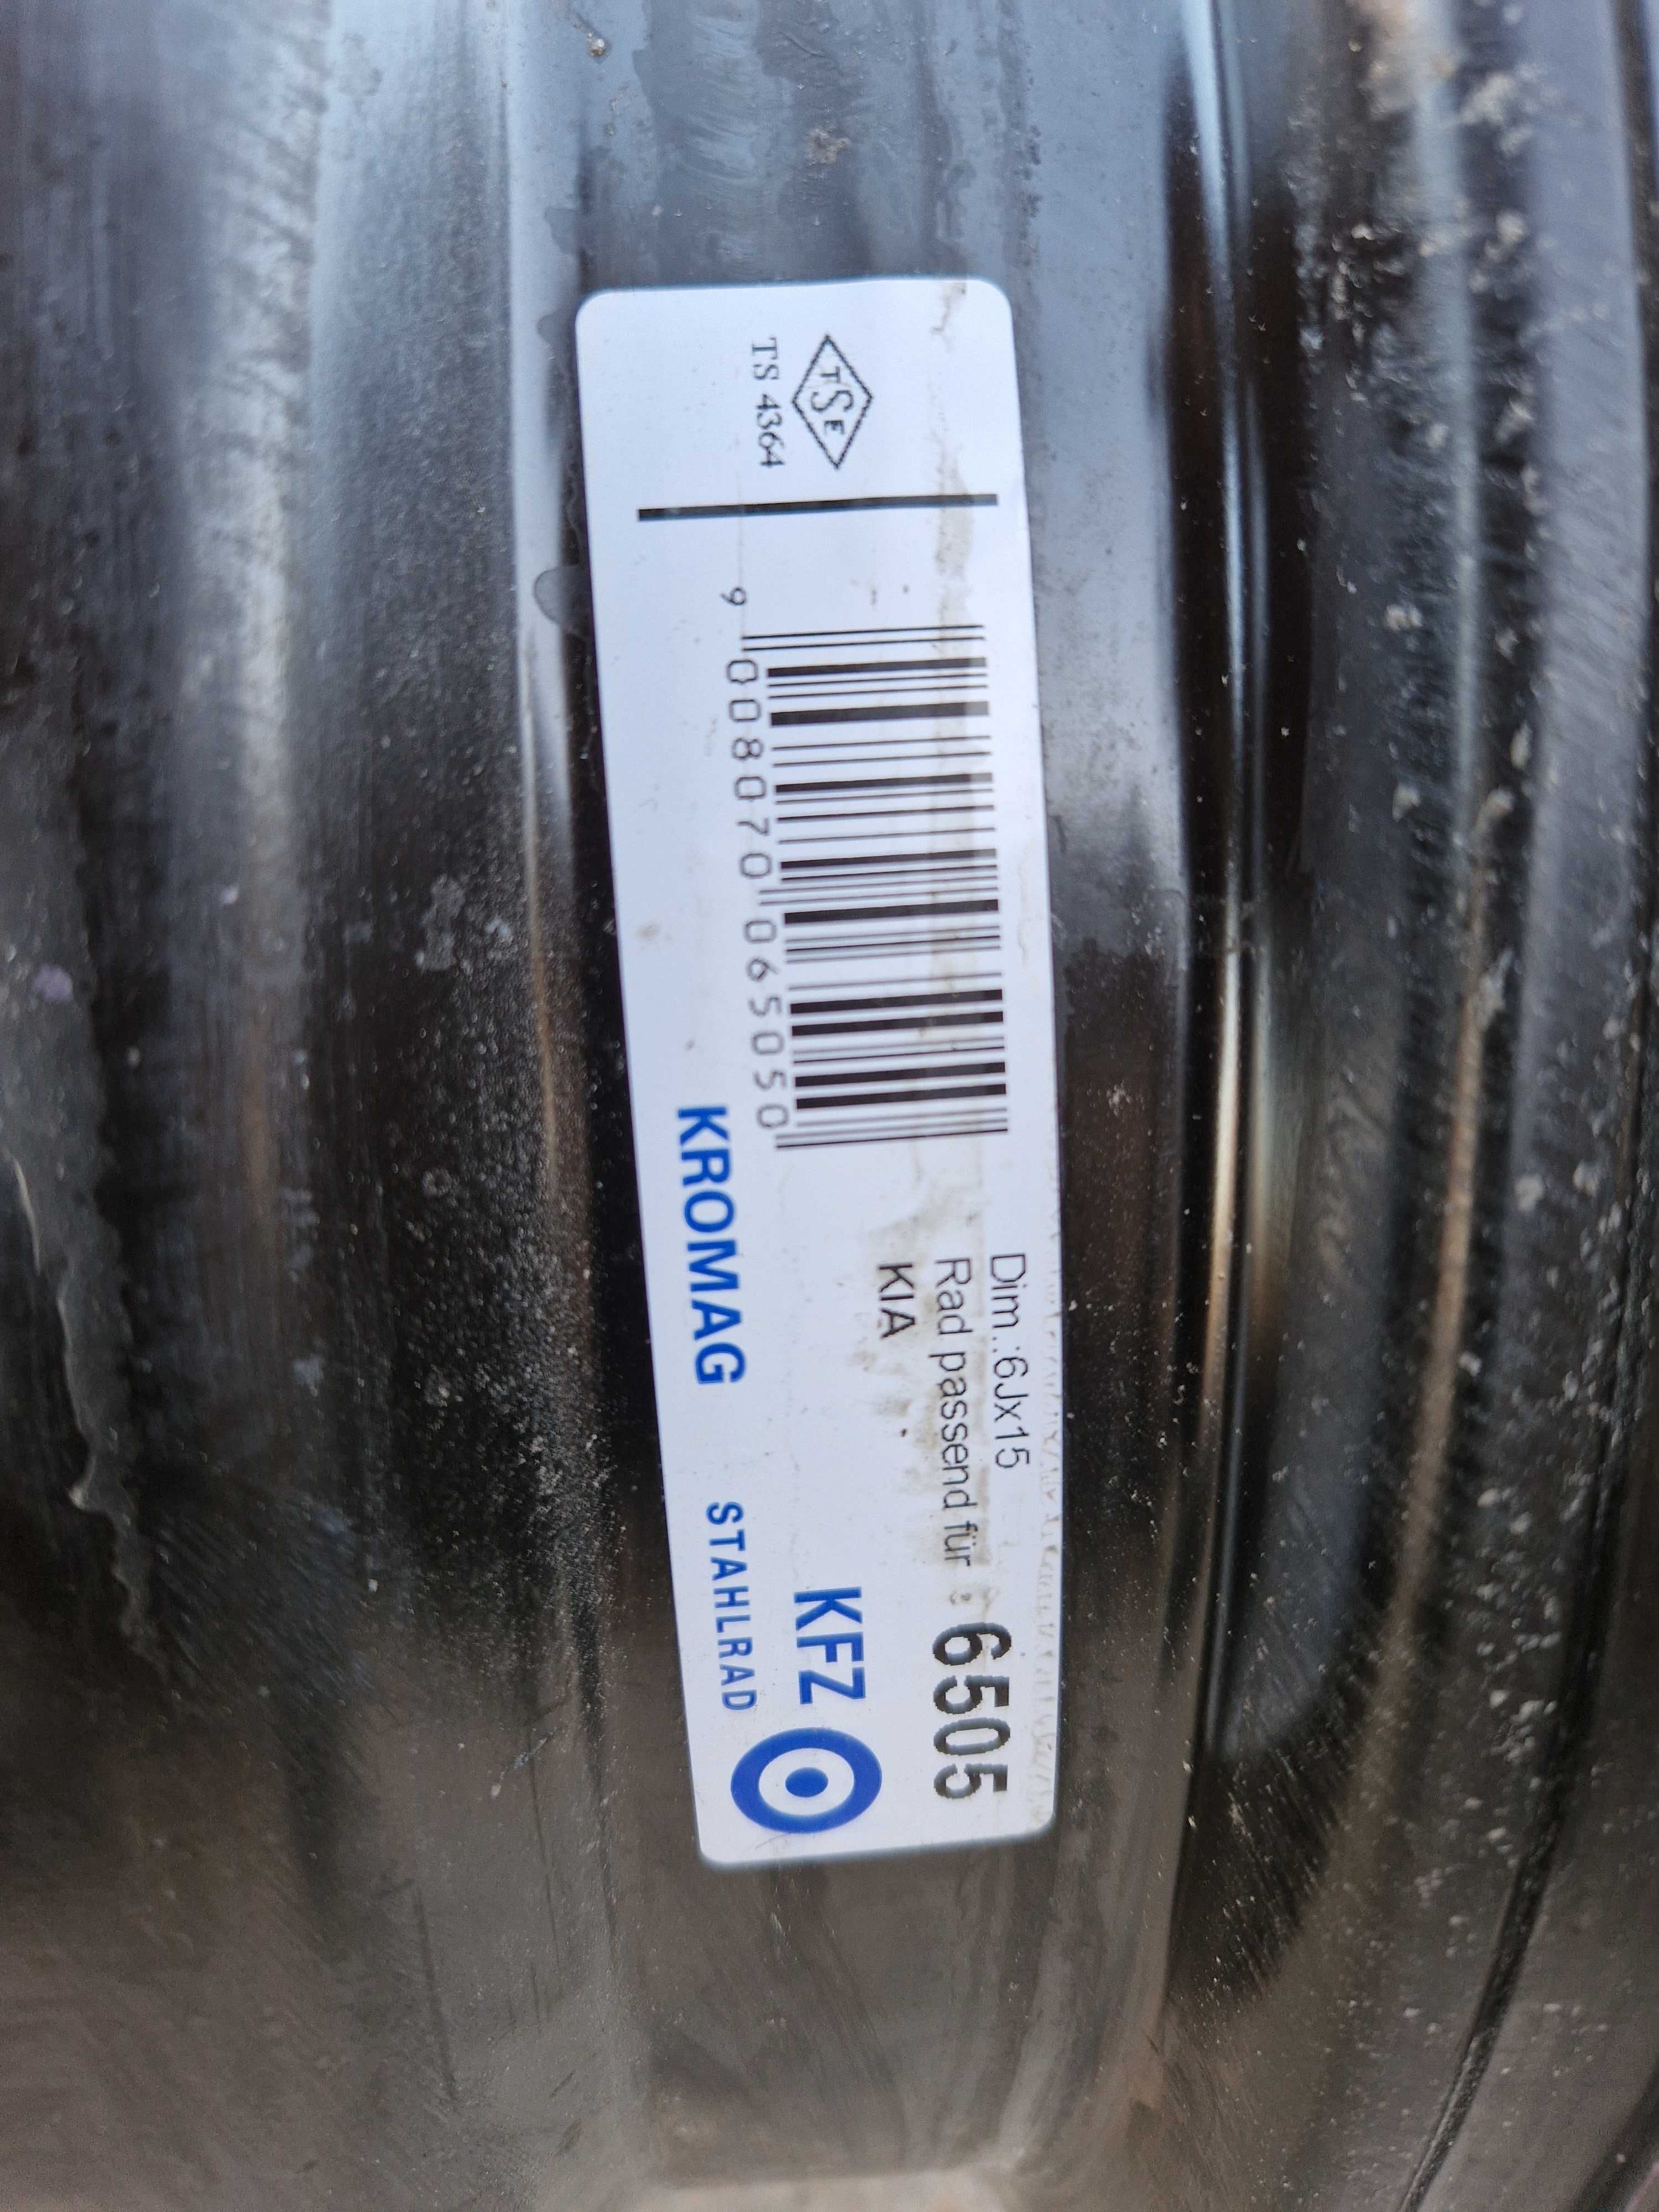 TSE
TS 4364
9 008070 065050
Dim.:6Jx15
Rad passend für : 6505
KIA
KFZ
KROMAG STAHLRAD